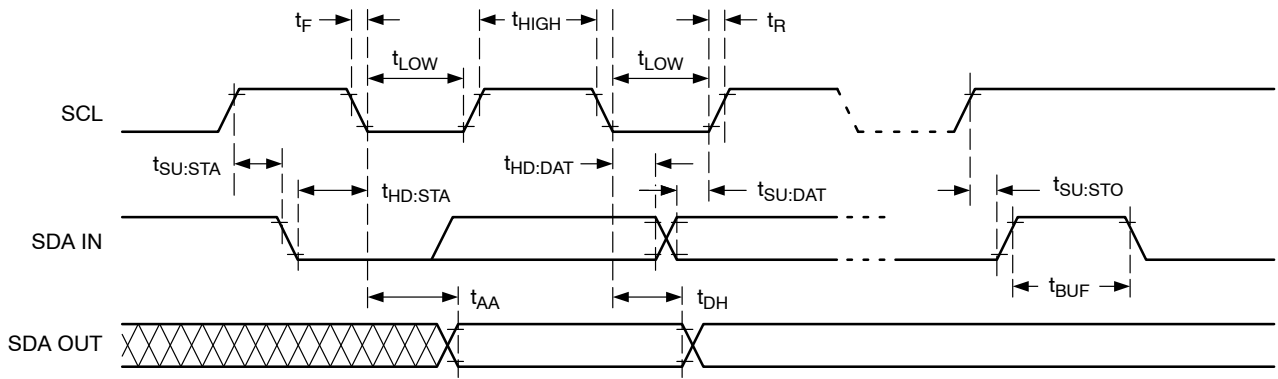 tF tHIGH tR
tLOW tLOW
SCL
tSU:STA tHD:STA tHD:DAT tSU:DAT tSU:STO
SDA IN
tAA tDH tBUF
SDA OUT